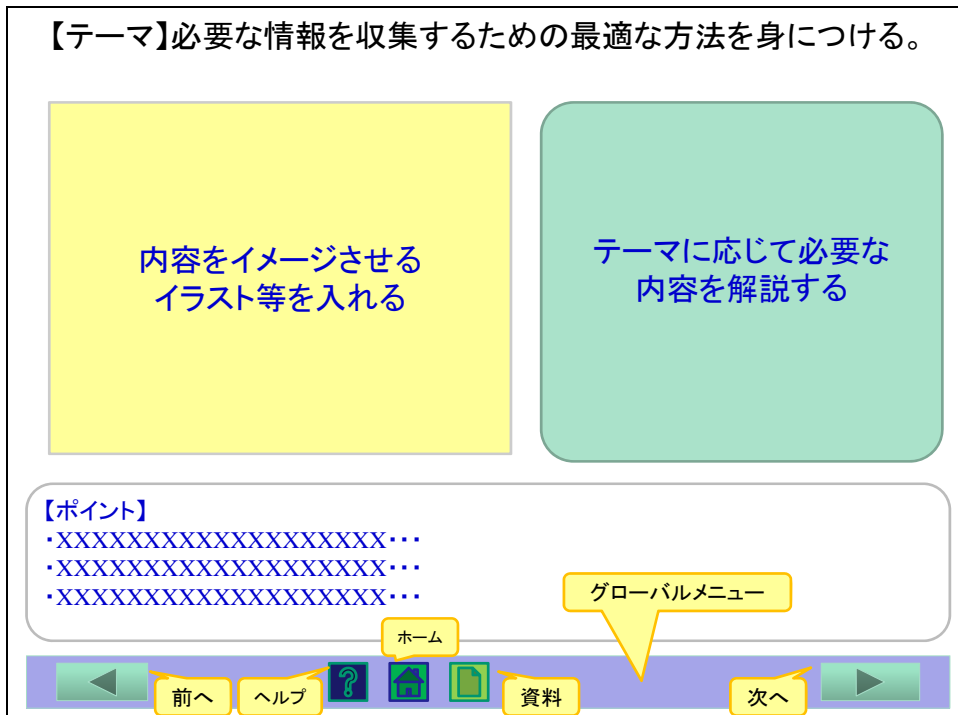 【テーマ】必要な情報を収集するための最適な方法を身につける。
内容をイメージさせる
イラスト等を入れる
テーマに応じて必要な
内容を解説する
【ポイント】
・XXXXXXXXXXXXXXXXXXX・・・
・XXXXXXXXXXXXXXXXXXX・・・
・XXXXXXXXXXXXXXXXXXX・・・
グローバルメニュー
ホーム
前へ
ヘルプ
?
資料
次へ